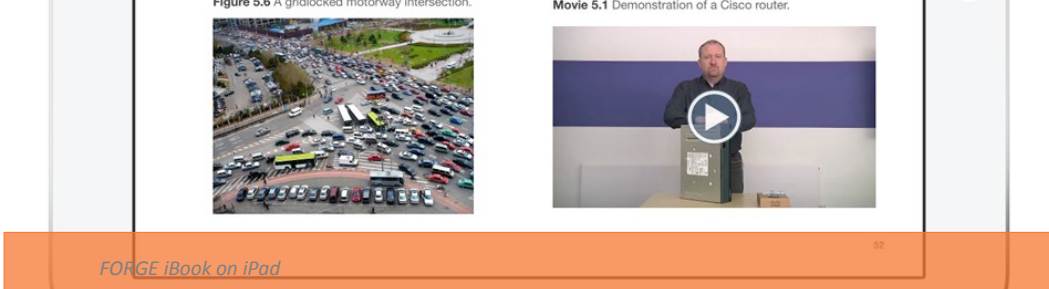 Figure 5.6 A gridlocked motorway intersection.
Movie 5.1 Demonstration of a Cisco router.
52
FORGE iBook on iPad